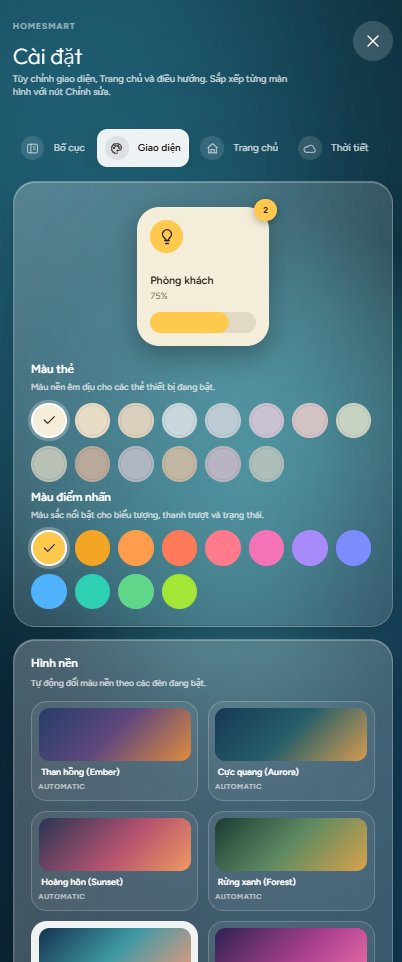 HOMESMART
Cài đặt
Tùy chỉnh giao diện, Trang chủ và điều hướng. Sắp xếp từng màn
hình với nút Chỉnh sửa.
Bố cục
Giao diện
Trang chủ
Thời tiết
2
Phòng khách
75%
Màu thẻ
Màu nền êm dịu cho các thẻ thiết bị đang bật.
Màu điểm nhấn
Màu sắc nổi bật cho biểu tượng, thanh trượt và trạng thái.
Hình nền
Tự động đổi màu nền theo các đèn đang bật.
Than hồng (Ember)
AUTOMATIC
Cực quang (Aurora)
AUTOMATIC
Hoàng hôn (Sunset)
AUTOMATIC
Rừng xanh (Forest)
AUTOMATIC